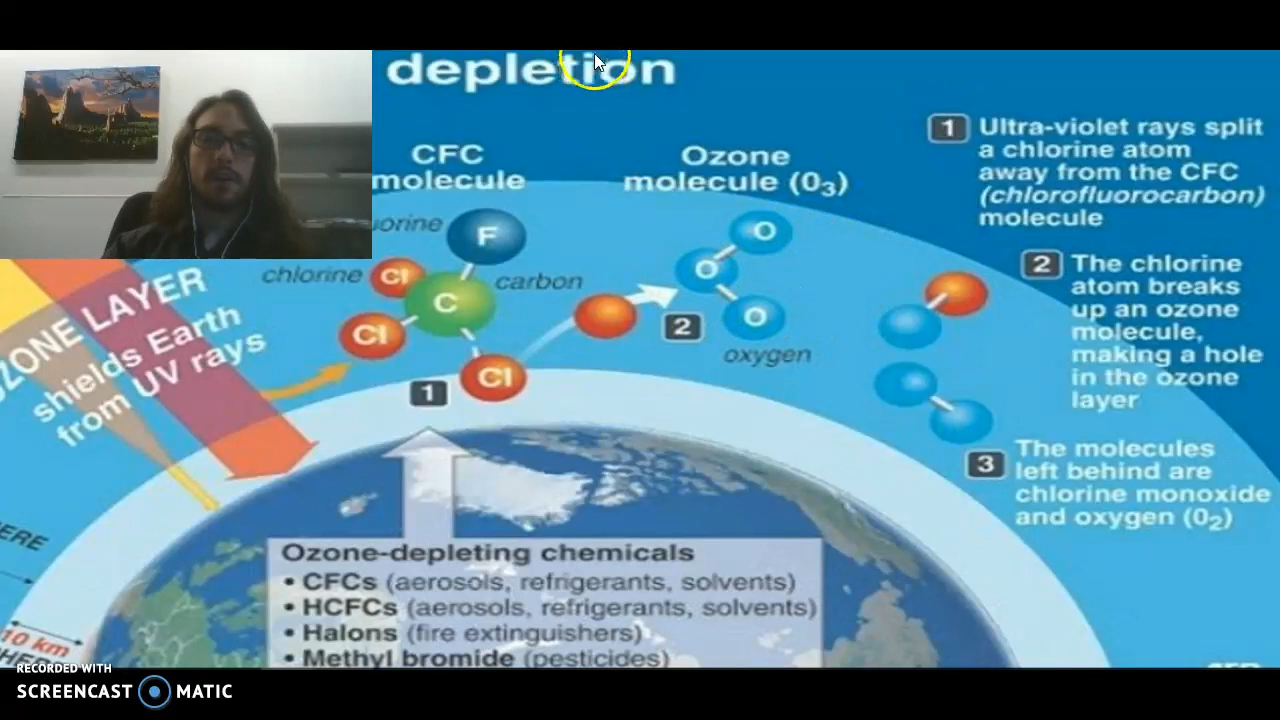 depletion
CFC
molecule
Ozone
molecule (0₃)
1 Ultra-violet rays split
a chlorine atom
away from the CFC
(chlorofluorocarbon)
molecule
F
chlorine
Cl
carbon
C
Cl
Cl
1
O
O
O
2
oxygen
2 The chlorine
atom breaks
up an ozone
molecule,
making a hole
in the ozone
layer
3 The molecules
left behind are
chlorine monoxide
and oxygen (0₂)
LAYER
shields Earth
from UV rays
Ozone-depleting chemicals
• CFCs (aerosols, refrigerants, solvents)
• HCFCs (aerosols, refrigerants, solvents)
• Halons (fire extinguishers)
• Methyl bromide (pesticides)
10 km
RECORDED WITH
SCREENCAST MATIC